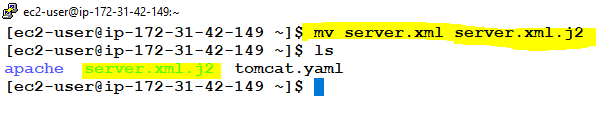 ec2-user@ip-172-31-42-149:~
[ec2-user@ip-172-31-42-149 ~]$ mv server.xml server.xml.j2
[ec2-user@ip-172-31-42-149 ~]$ ls
apache server.xml.j2 tomcat.yaml
[ec2-user@ip-172-31-42-149 ~]$